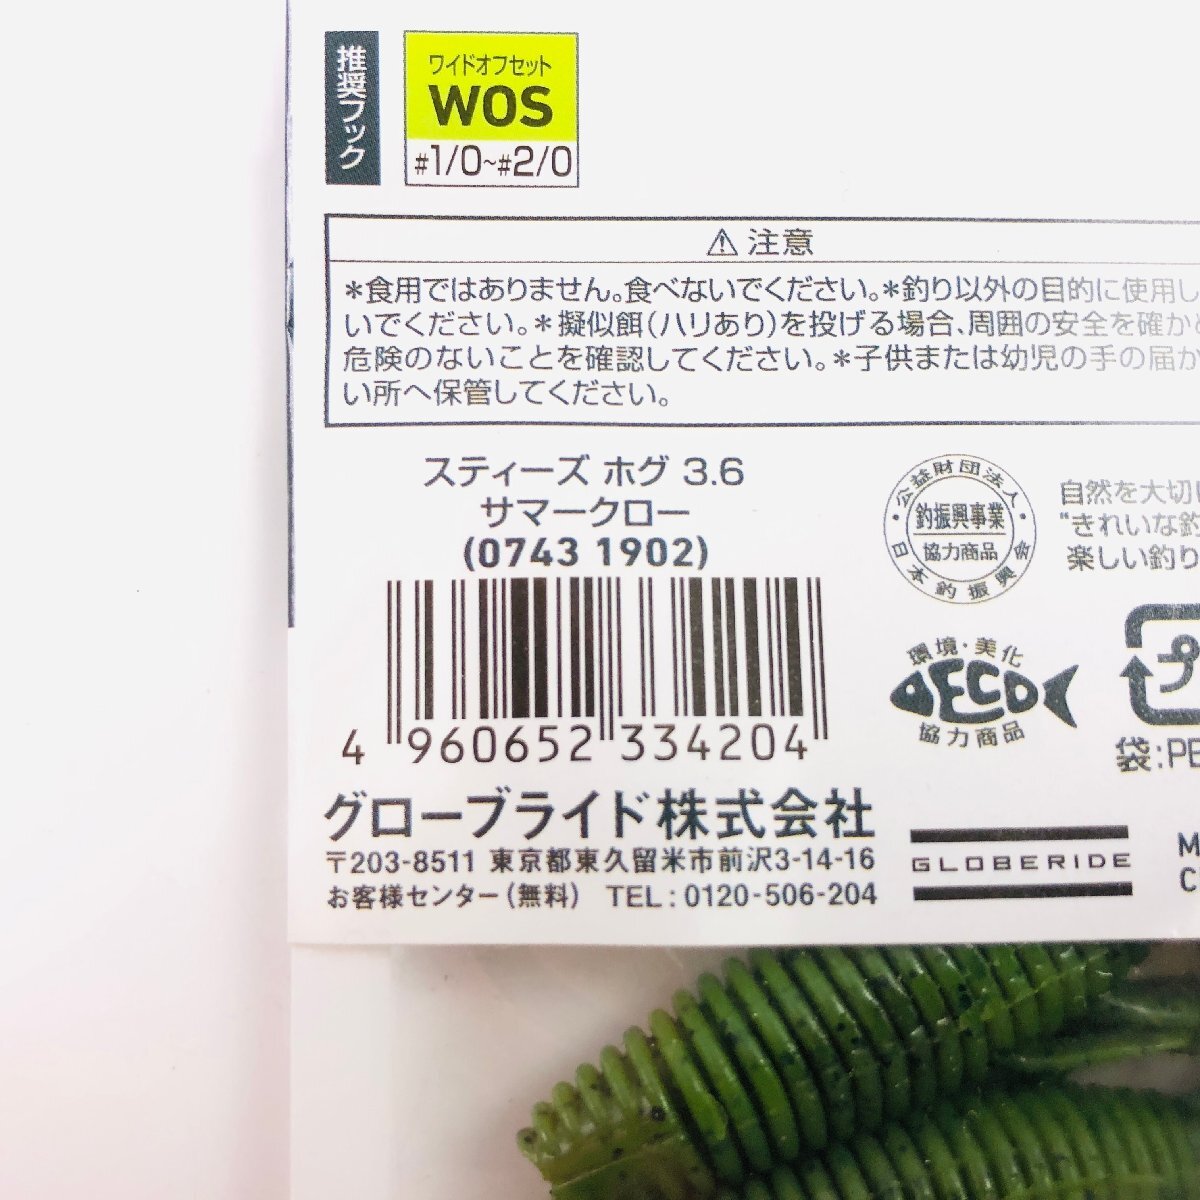 推奨フック
ワイドオフセット
WOS
#1/0~#2/0
⚠注意
*食用ではありません。食べないでください。*釣り以外の目的に使用し
いでください。*擬似餌(ハリあり)を投げる場合、周囲の安全を確か
危険のないことを確認してください。*子供または幼児の手の届か
い所へ保管してください。
スティーズ ホグ 3.6
サマークロー
(0743 1902)
4 960652 334204
公益財団法人
釣振興事業
協力商品
日本釣振興会
自然を大切に
"きれいな釣
楽しい釣り
環境・美化
ECO
協力商品
プ
袋:PE
グローブライド株式会社
〒203-8511 東京都東久留米市前沢3-14-16
お客様センター(無料) TEL:0120-506-204
GLOBERIDE
M
C